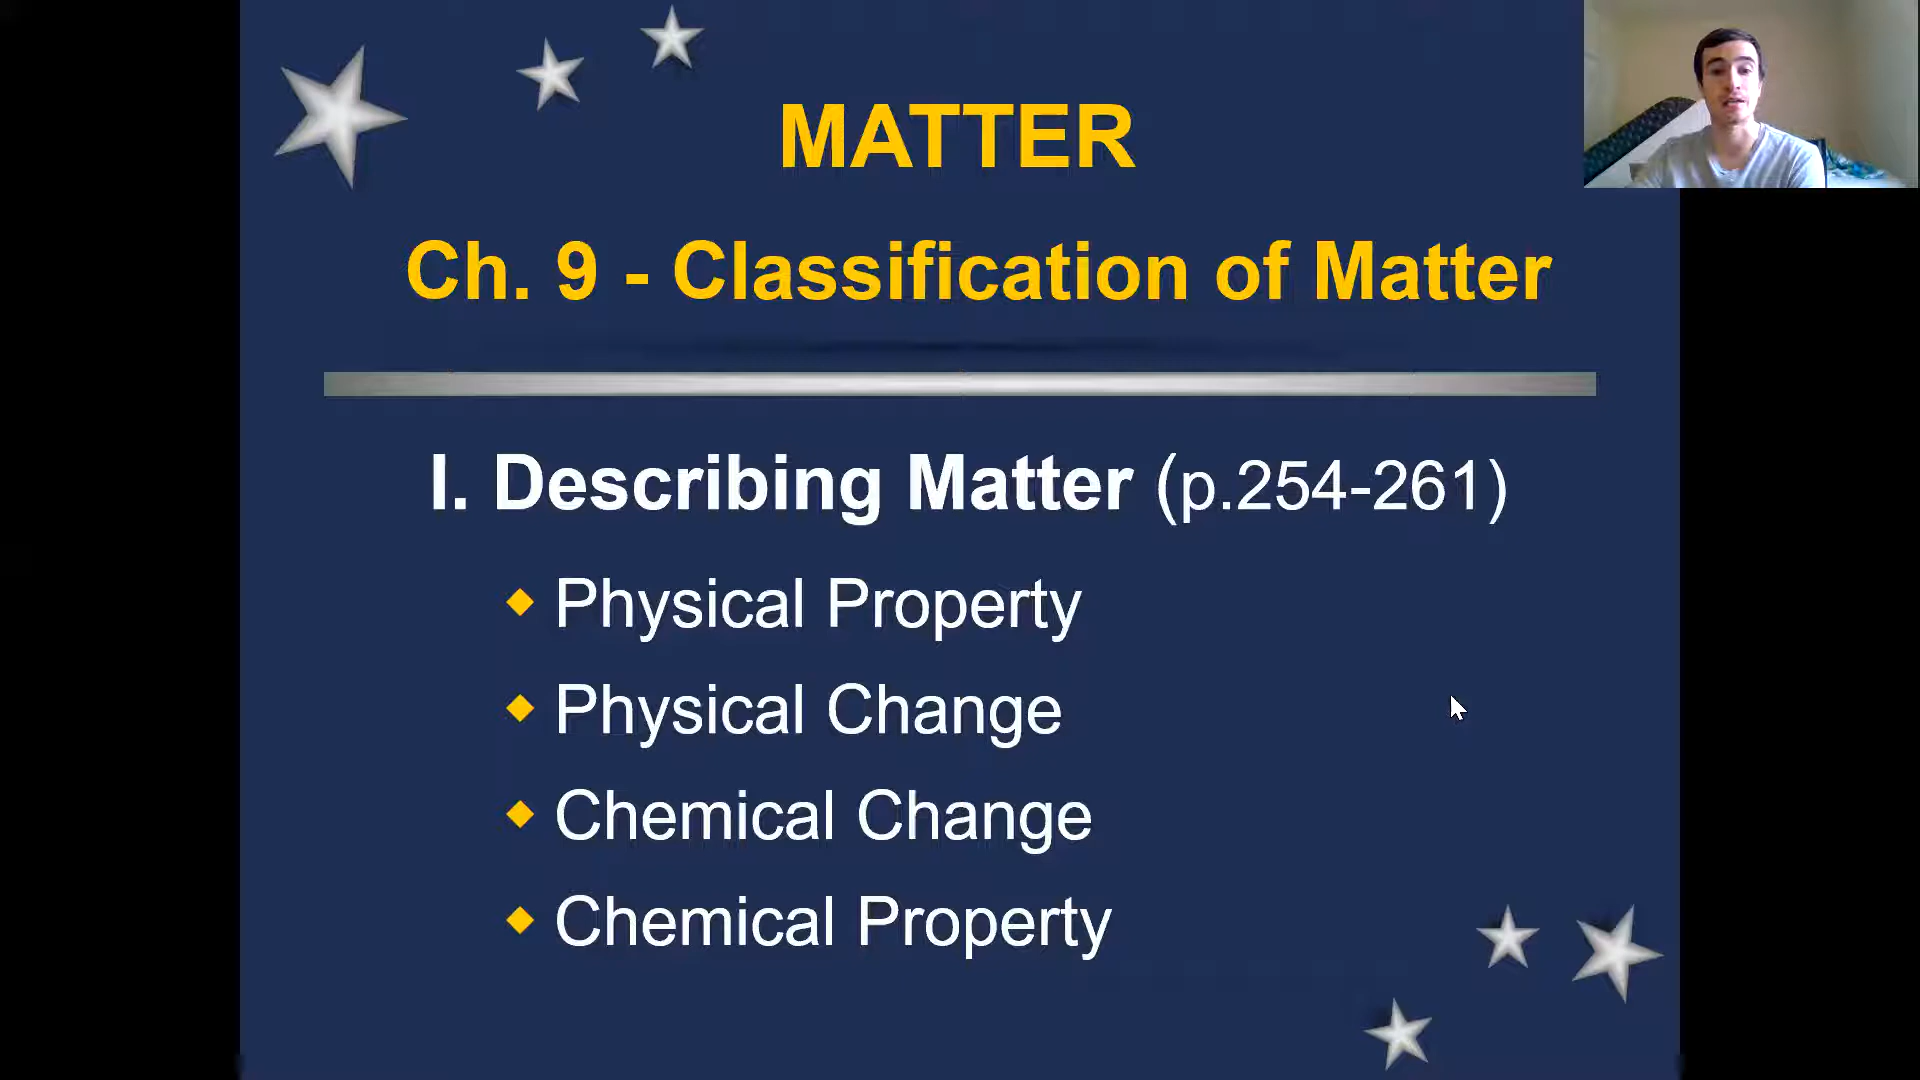 MATTER
Ch. 9 - Classification of Matter
I. Describing Matter (p.254-261)
Physical Property
Physical Change
Chemical Change
Chemical Property